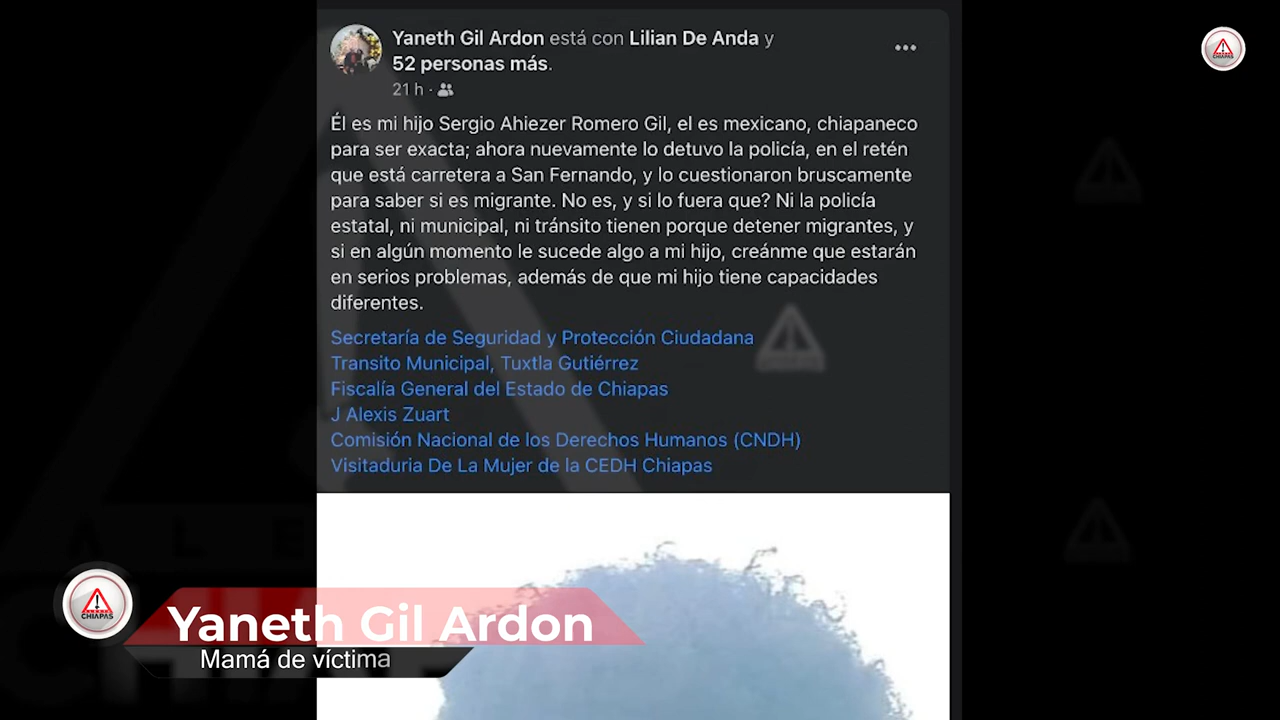 Yaneth Gil Ardon está con Lilian De Anda y
52 personas más.
21 h ·
Él es mi hijo Sergio Ahiezer Romero Gil, el es mexicano, chiapaneco
para ser exacta; ahora nuevamente lo detuvo la policía, en el retén
que está carretera a San Fernando, y lo cuestionaron bruscamente
para saber si es migrante. No es, y si lo fuera que? Ni la policía
estatal, ni municipal, ni tránsito tienen porque detener migrantes, y
si en algún momento le sucede algo a mi hijo, creánme que estarán
en serios problemas, además de que mi hijo tiene capacidades
diferentes.
Secretaría de Seguridad y Protección Ciudadana
Transito Municipal, Tuxtla Gutiérrez
Fiscalía General del Estado de Chiapas
J Alexis Zuart
Comisión Nacional de los Derechos Humanos (CNDH)
Visitaduria De La Mujer de la CEDH Chiapas
CHIAPAS
Yaneth Gil Ardon
Mamá de víctima